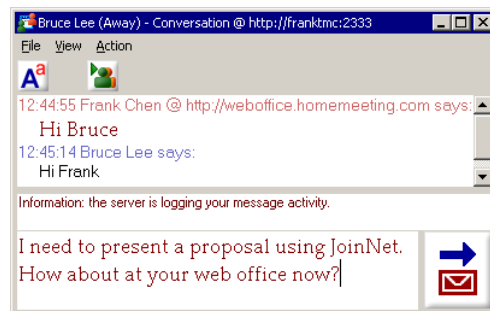 Bruce Lee (Away) - Conversation @ http://franktmc:2333
File View Action
Aa
12:44:55 Frank Chen @ http://weboffice.homemeeting.com says:
Hi Bruce
12:45:14 Bruce Lee says:
Hi Frank
Information: the server is logging your message activity.
I need to present a proposal using JoinNet.
How about at your web office now?